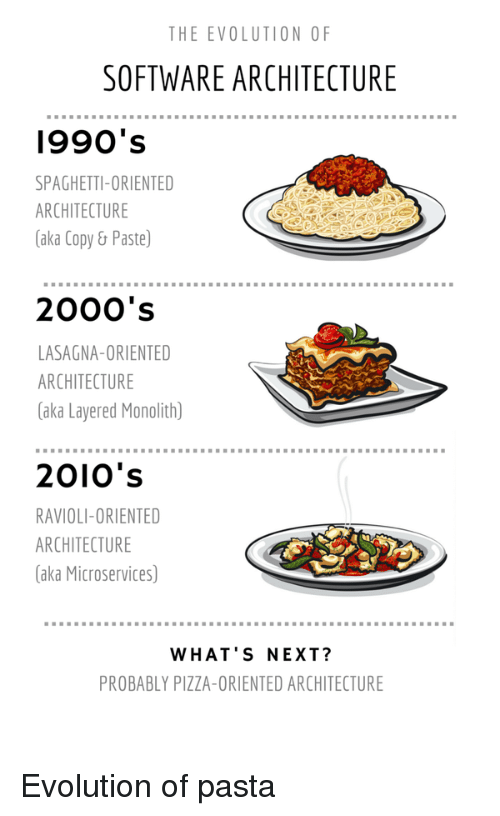 THE EVOLUTION OF
SOFTWARE ARCHITECTURE
1990's
SPAGHETTI-ORIENTED
ARCHITECTURE
(aka Copy & Paste)
2000's
LASAGNA-ORIENTED
ARCHITECTURE
(aka Layered Monolith)
2010's
RAVIOLI-ORIENTED
ARCHITECTURE
(aka Microservices)
WHAT'S NEXT?
PROBABLY PIZZA-ORIENTED ARCHITECTURE
Evolution of pasta